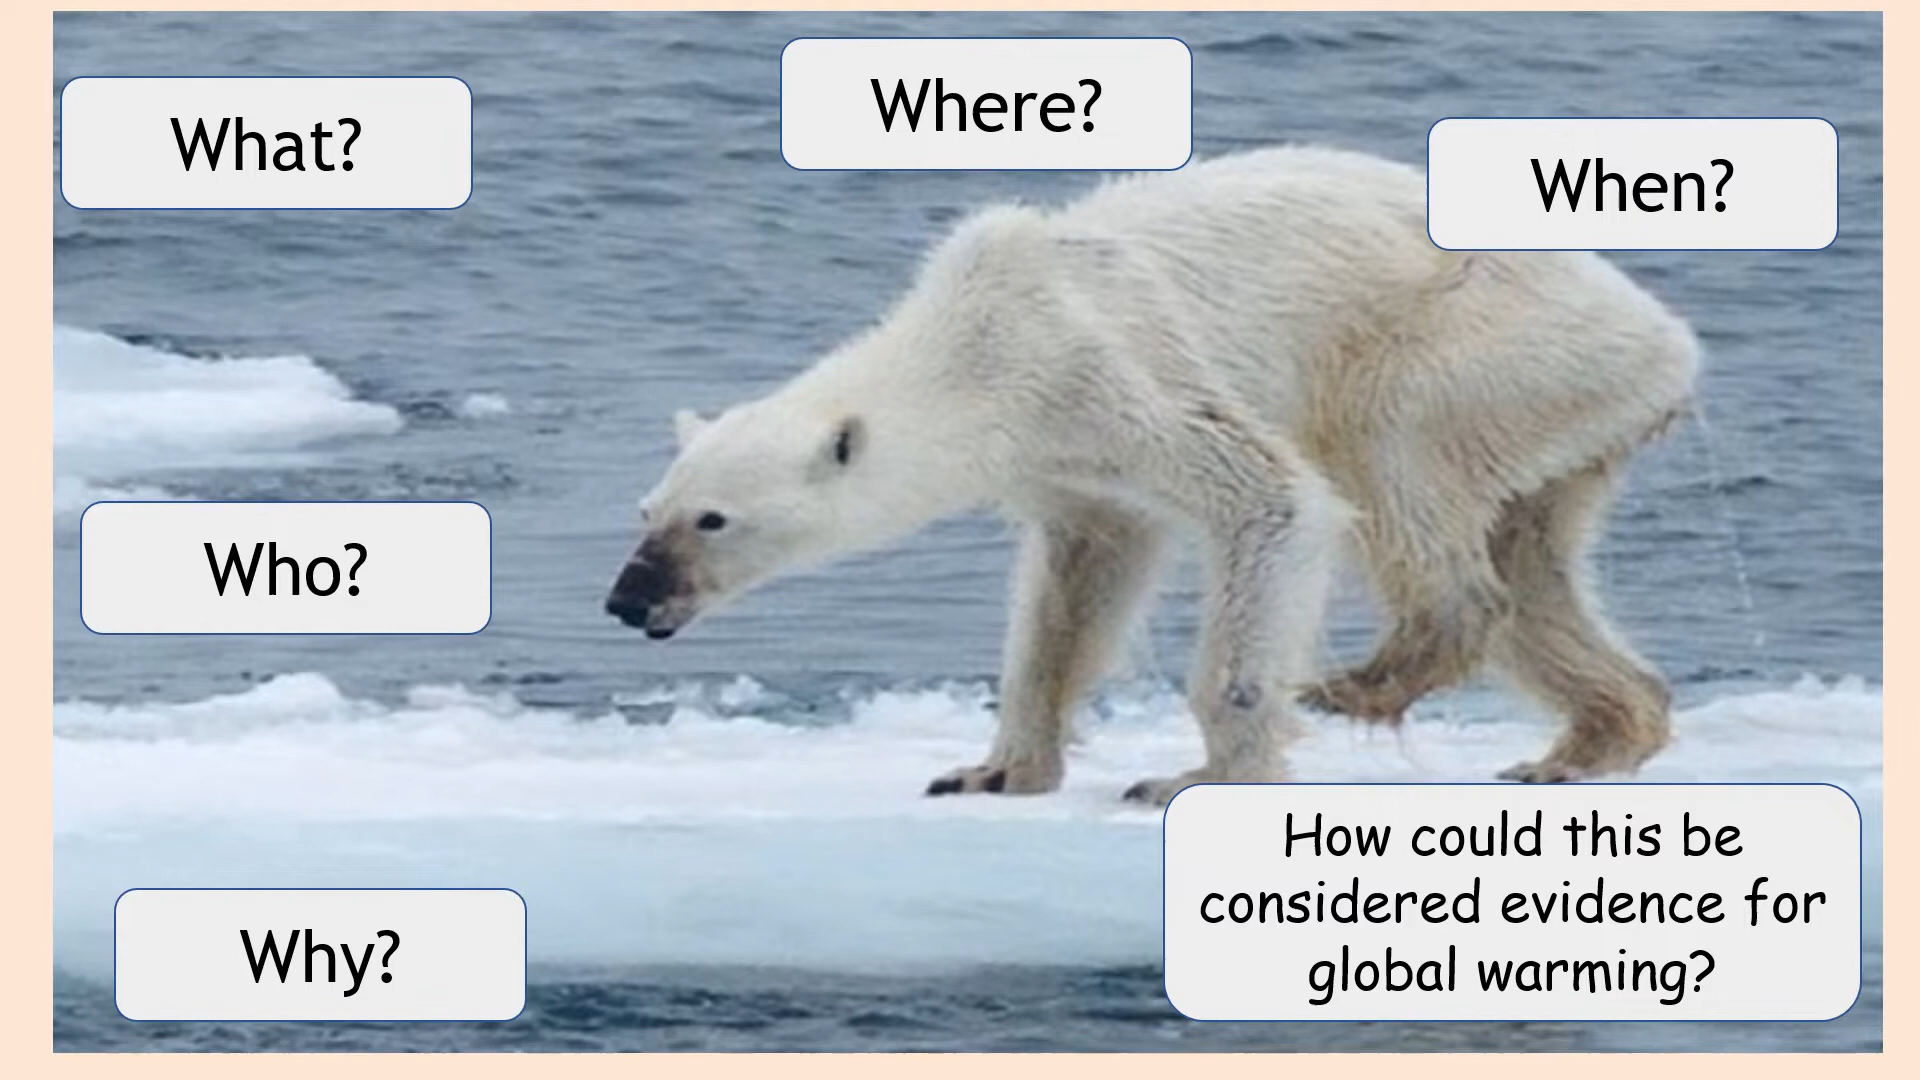 What?
Where?
When?
Who?
Why?
How could this be
considered evidence for
global warming?